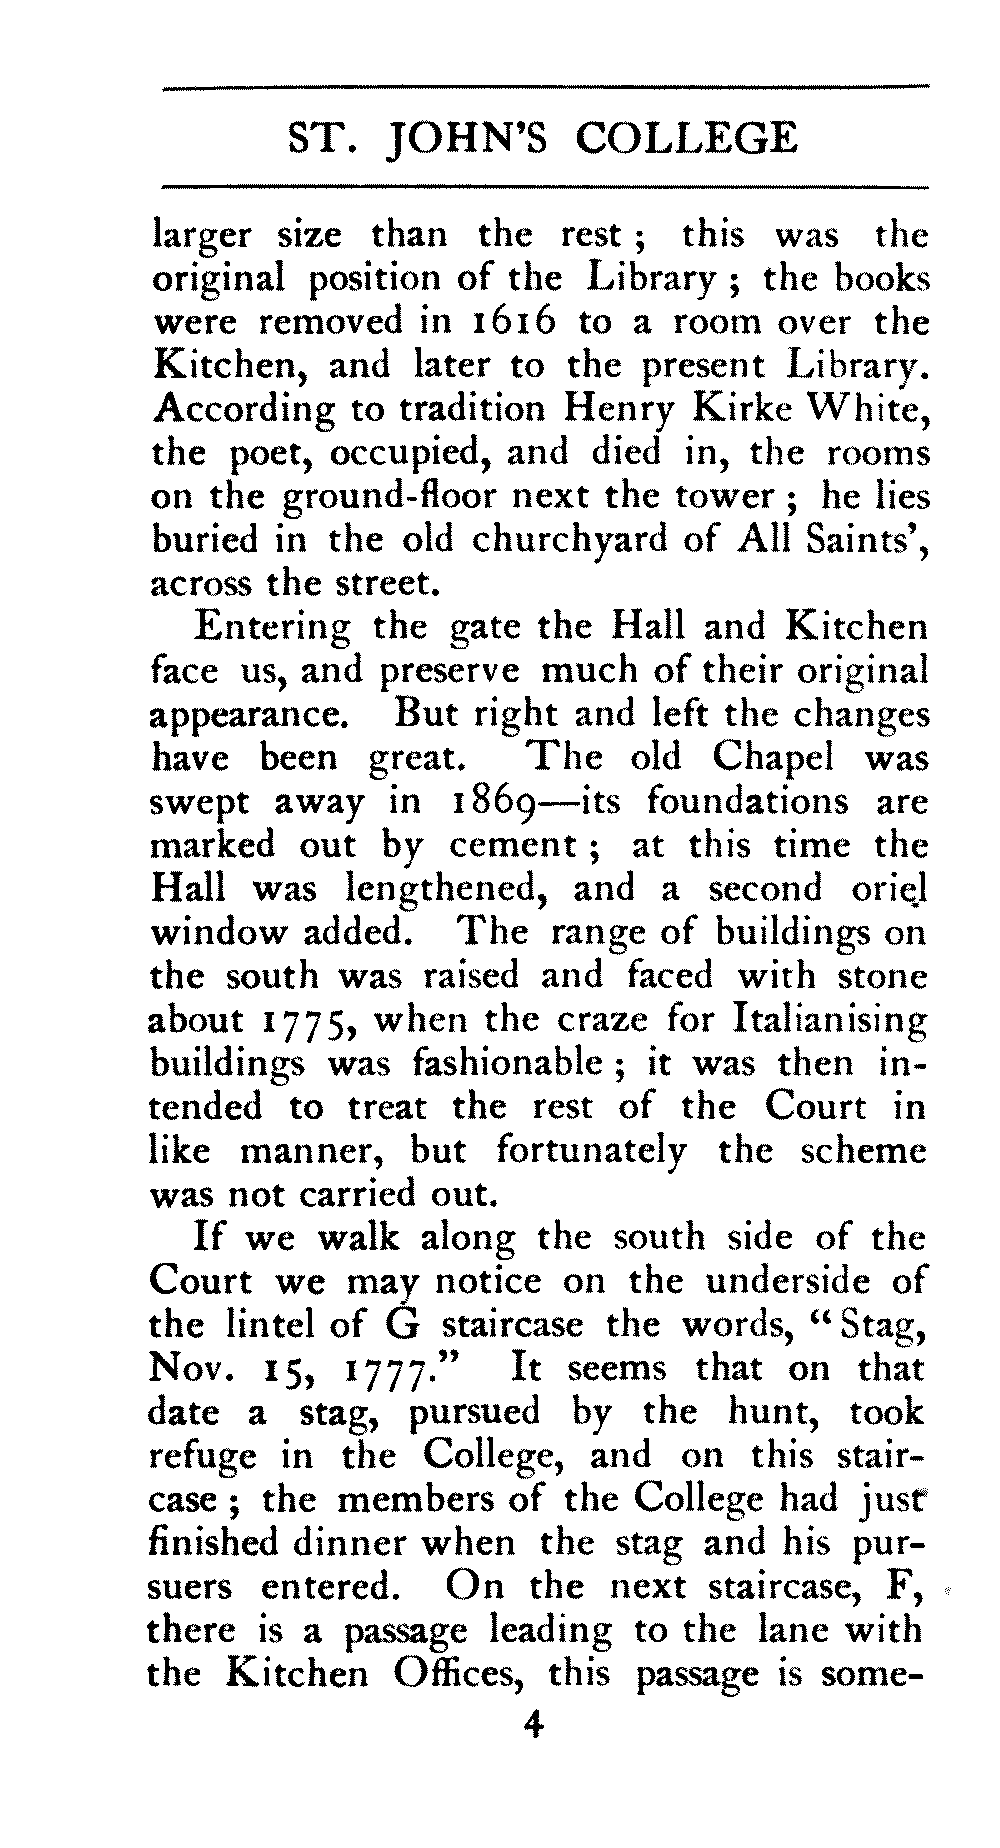 ST. JOHN'S COLLEGE
larger size than the rest ; this was the
original position of the Library ; the books
were removed in 1616 to a room over the
Kitchen, and later to the present Library.
According to tradition Henry Kirke White,
the poet, occupied, and died in, the rooms
on the ground-floor next the tower ; he lies
buried in the old churchyard of All Saints',
across the street.
Entering the gate the Hall and Kitchen
face us, and preserve much of their original
appearance. But right and left the changes
have been great. The old Chapel was
swept away in 1869—its foundations are
marked out by cement ; at this time the
Hall was lengthened, and a second oriel
window added. The range of buildings on
the south was raised and faced with stone
about 1775, when the craze for Italianising
buildings was fashionable ; it was then in-
tended to treat the rest of the Court in
like manner, but fortunately the scheme
was not carried out.
If we walk along the south side of the
Court we may notice on the underside of
the lintel of G staircase the words, “Stag,
Nov. 15, 1777.” It seems that on that
date a stag, pursued by the hunt, took
refuge in the College, and on this stair-
case ; the members of the College had just
finished dinner when the stag and his pur-
suers entered. On the next staircase, F,
there is a passage leading to the lane with
the Kitchen Offices, this passage is some-
4